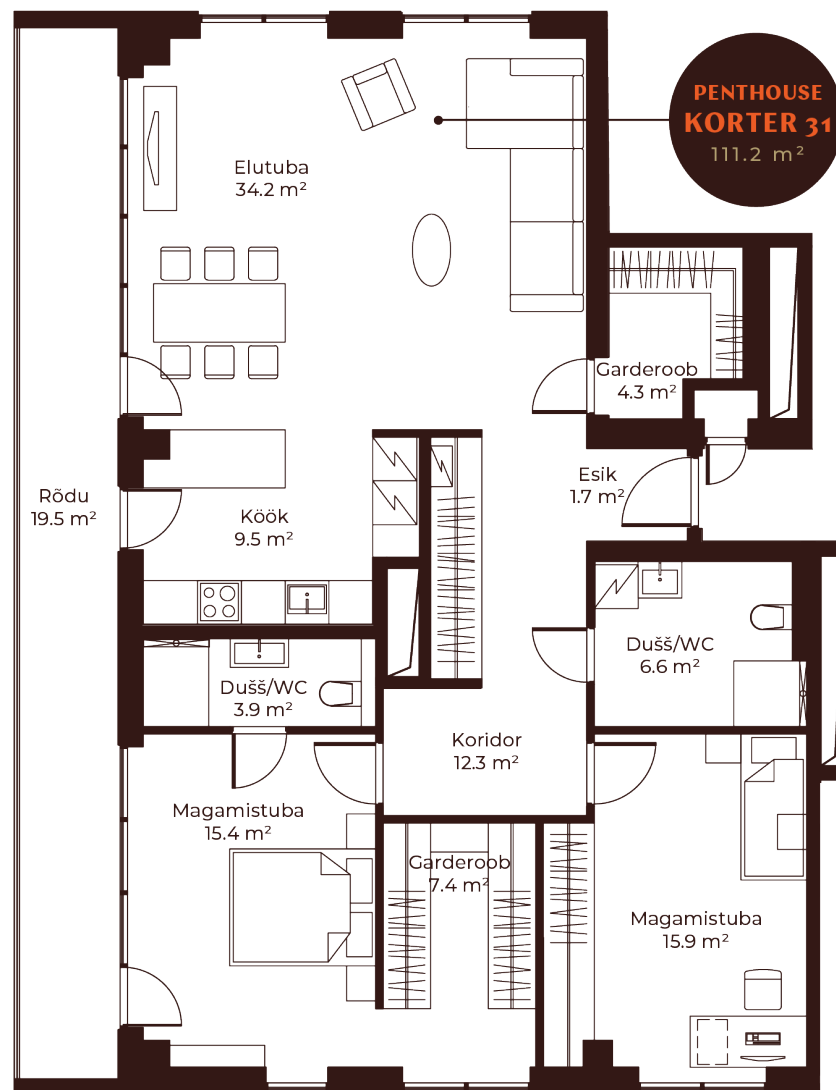 PENTHOUSE
KORTER 31
111.2 m²
Elutuba
34.2 m²
Garderoob
4.3 m²
Esik
1.7 m²
Rõdu
19.5 m²
Köök
9.5 m²
Dušš/WC
6.6 m²
Dušš/WC
3.9 m²
Koridor
12.3 m²
Magamistuba
15.4 m²
Garderoob
7.4 m²
Magamistuba
15.9 m²